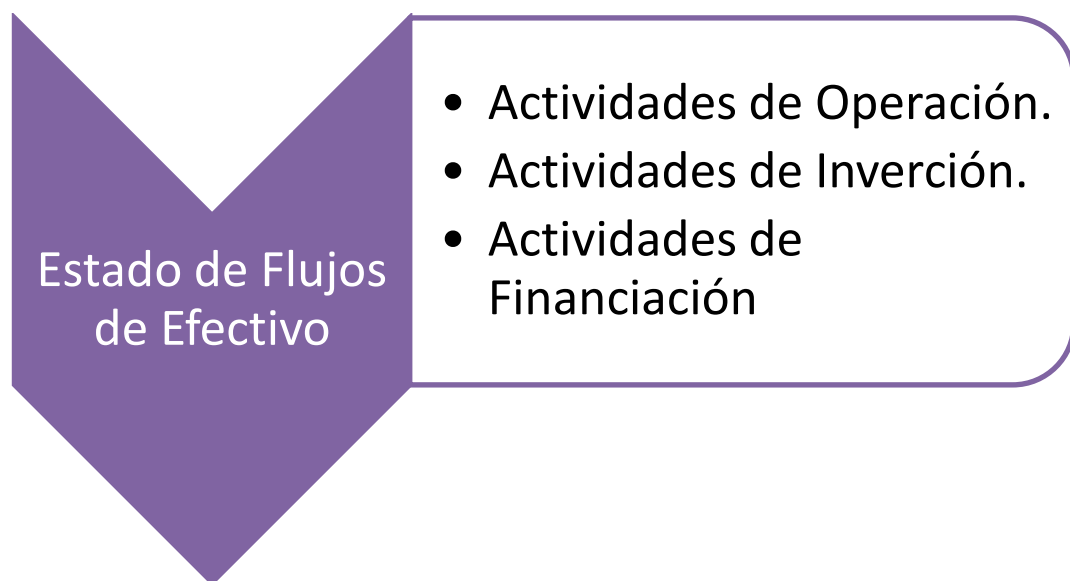 Estado de Flujos
de Efectivo
• Actividades de Operación.
• Actividades de Inverción.
• Actividades de
Financiación